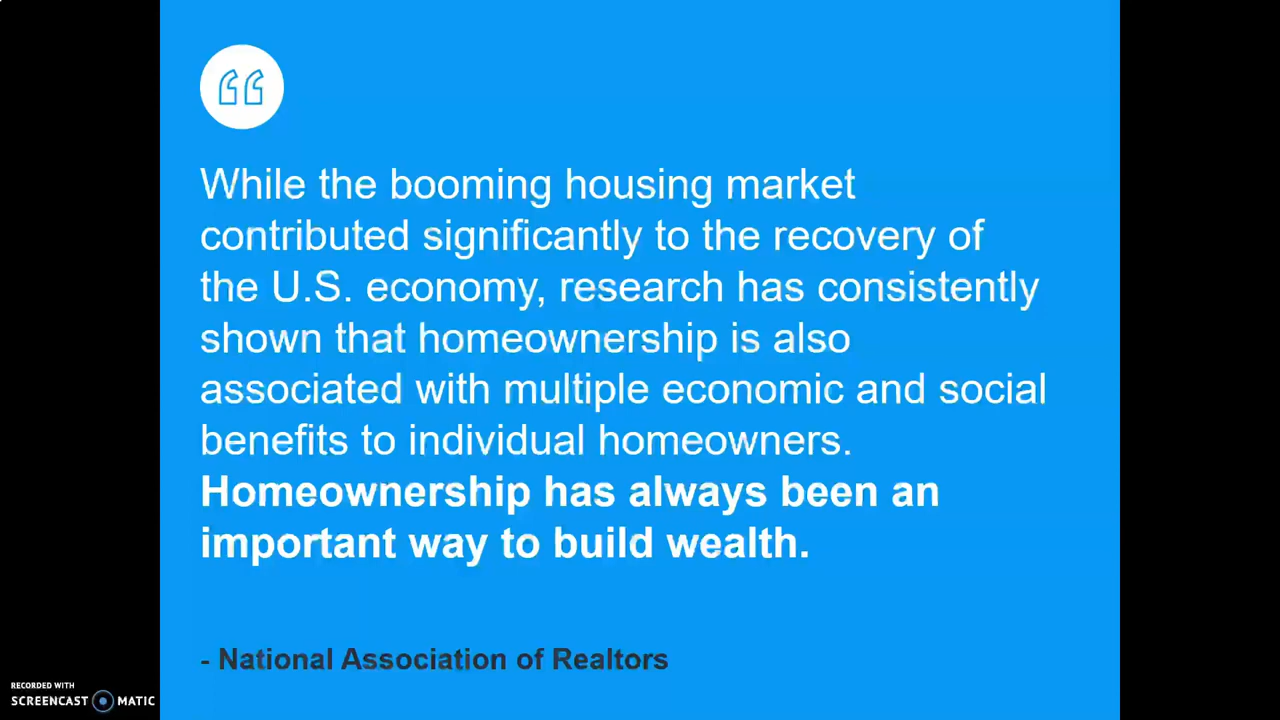 While the booming housing market
contributed significantly to the recovery of
the U.S. economy, research has consistently
shown that homeownership is also
associated with multiple economic and social
benefits to individual homeowners.
Homeownership has always been an
important way to build wealth.
- National Association of Realtors
RECORDED WITH
SCREENCAST MATIC